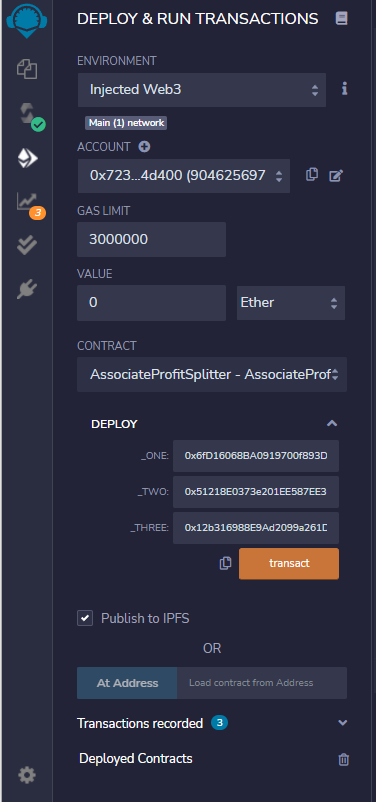 DEPLOY & RUN TRANSACTIONS
ENVIRONMENT
Injected Web3
Main (1) network
ACCOUNT
0x723...4d400 (904625697
GAS LIMIT
3000000
VALUE
0
Ether
CONTRACT
AssociateProfitSplitter - AssociateProf
DEPLOY
_ONE:
0x6fD16068BA0919700f893D
_TWO:
0x51218E0373e201EE587EE3
_THREE:
0x12b316988E9Ad2099a261D
transact
3
Publish to IPFS
OR
At Address
Load contract from Address
Transactions recorded 3
Deployed Contracts